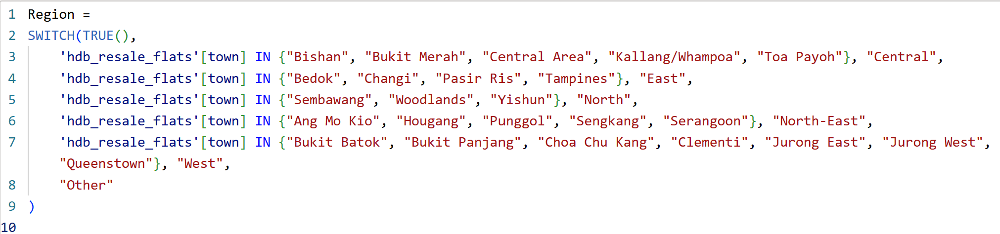 1 Region =
2 SWITCH(TRUE(),
3 'hdb_resale_flats'[town] IN {"Bishan", "Bukit Merah", "Central Area", "Kallang/Whampoa", "Toa Payoh"}, "Central",
4 'hdb_resale_flats'[town] IN {"Bedok", "Changi", "Pasir Ris", "Tampines"}, "East",
5 'hdb_resale_flats'[town] IN {"Sembawang", "Woodlands", "Yishun"}, "North",
6 'hdb_resale_flats'[town] IN {"Ang Mo Kio", "Hougang", "Punggol", "Sengkang", "Serangoon"}, "North-East",
7 'hdb_resale_flats'[town] IN {"Bukit Batok", "Bukit Panjang", "Choa Chu Kang", "Clementi", "Jurong East", "Jurong West",
"Queenstown"}, "West",
8 "Other"
9 )
10